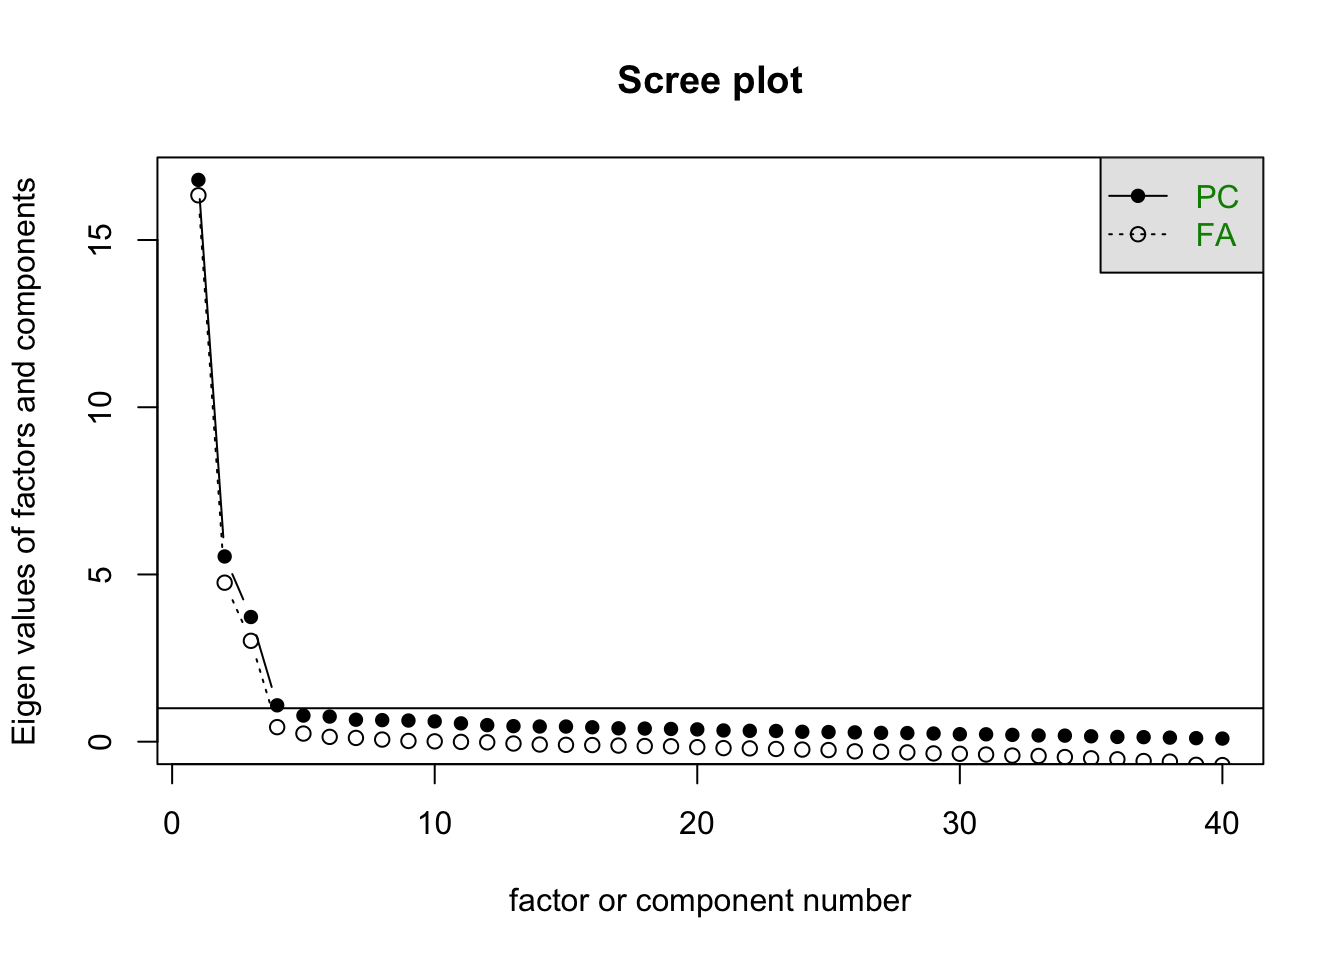 Scree plot
Eigen values of factors and components
15
10
5
0
PC
FA
0 10 20 30 40
factor or component number